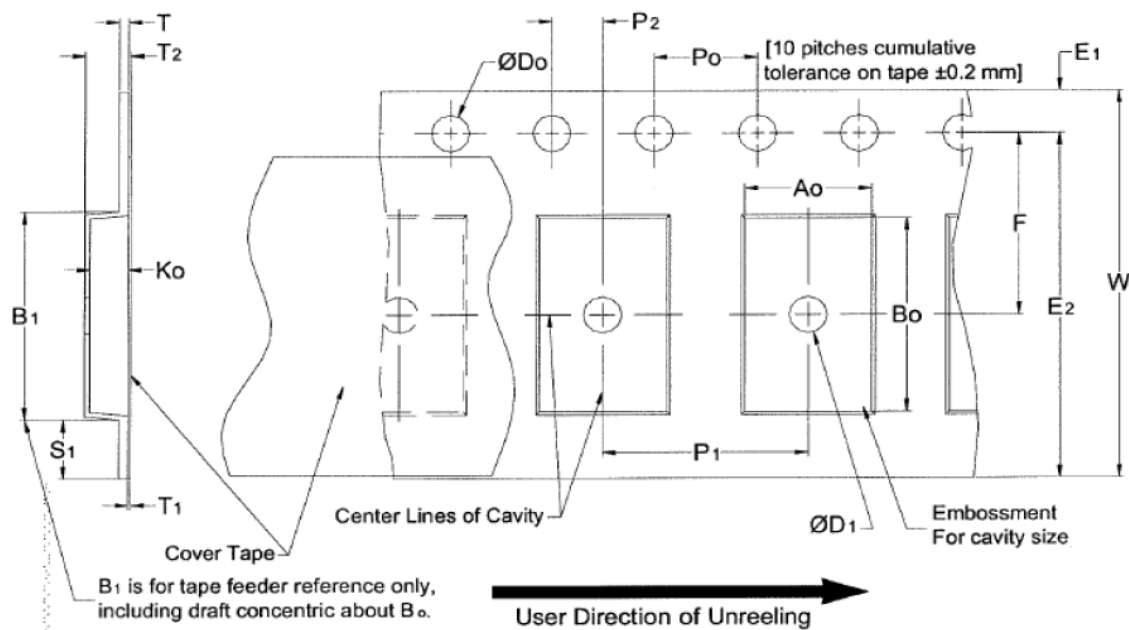 T
T2
P2
ØDo
Po
[10 pitches cumulative
tolerance on tape ±0.2 mm]
E1
Ao
F
W
Ko
B1
Bo
E2
S1
P1
T1
Center Lines of Cavity
ØD1
Embossment
For cavity size
Cover Tape
B1 is for tape feeder reference only,
including draft concentric about Bo.
User Direction of Unreeling